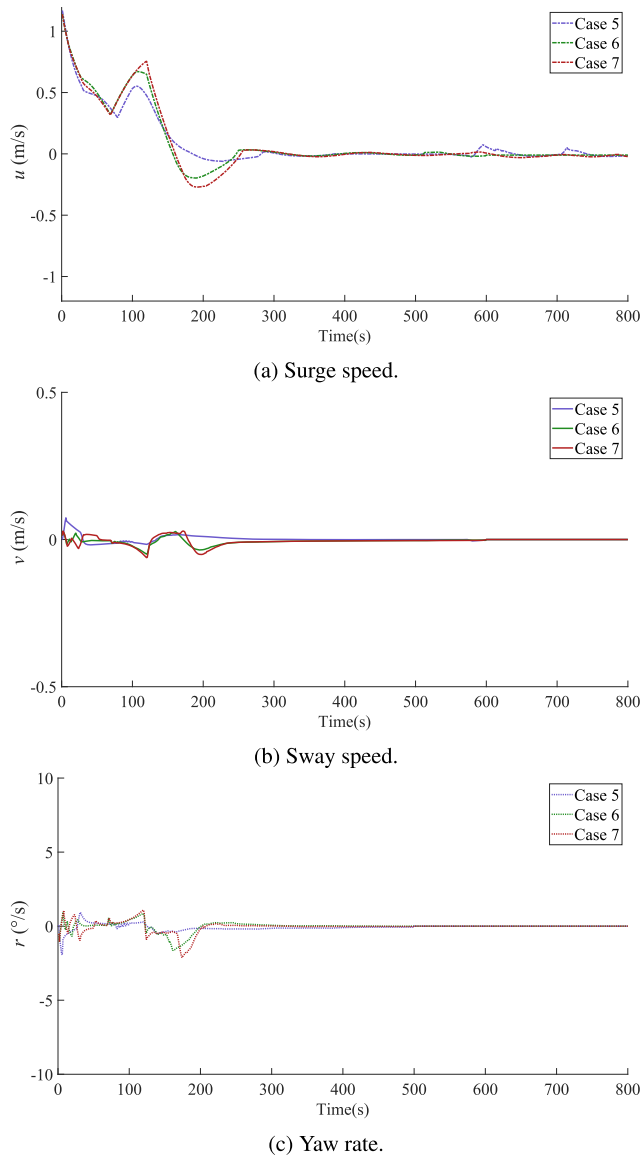 1
0.5
0
-0.5
-1
u (m/s)
Case 5
Case 6
Case 7
0 100 200 300 400 500 600 700 800
Time(s)
(a) Surge speed.
0.5
0
-0.5
v (m/s)
Case 5
Case 6
Case 7
0 100 200 300 400 500 600 700 800
Time(s)
(b) Sway speed.
10
5
0
-5
-10
r (°/s)
Case 5
Case 6
Case 7
0 100 200 300 400 500 600 700 800
Time(s)
(c) Yaw rate.